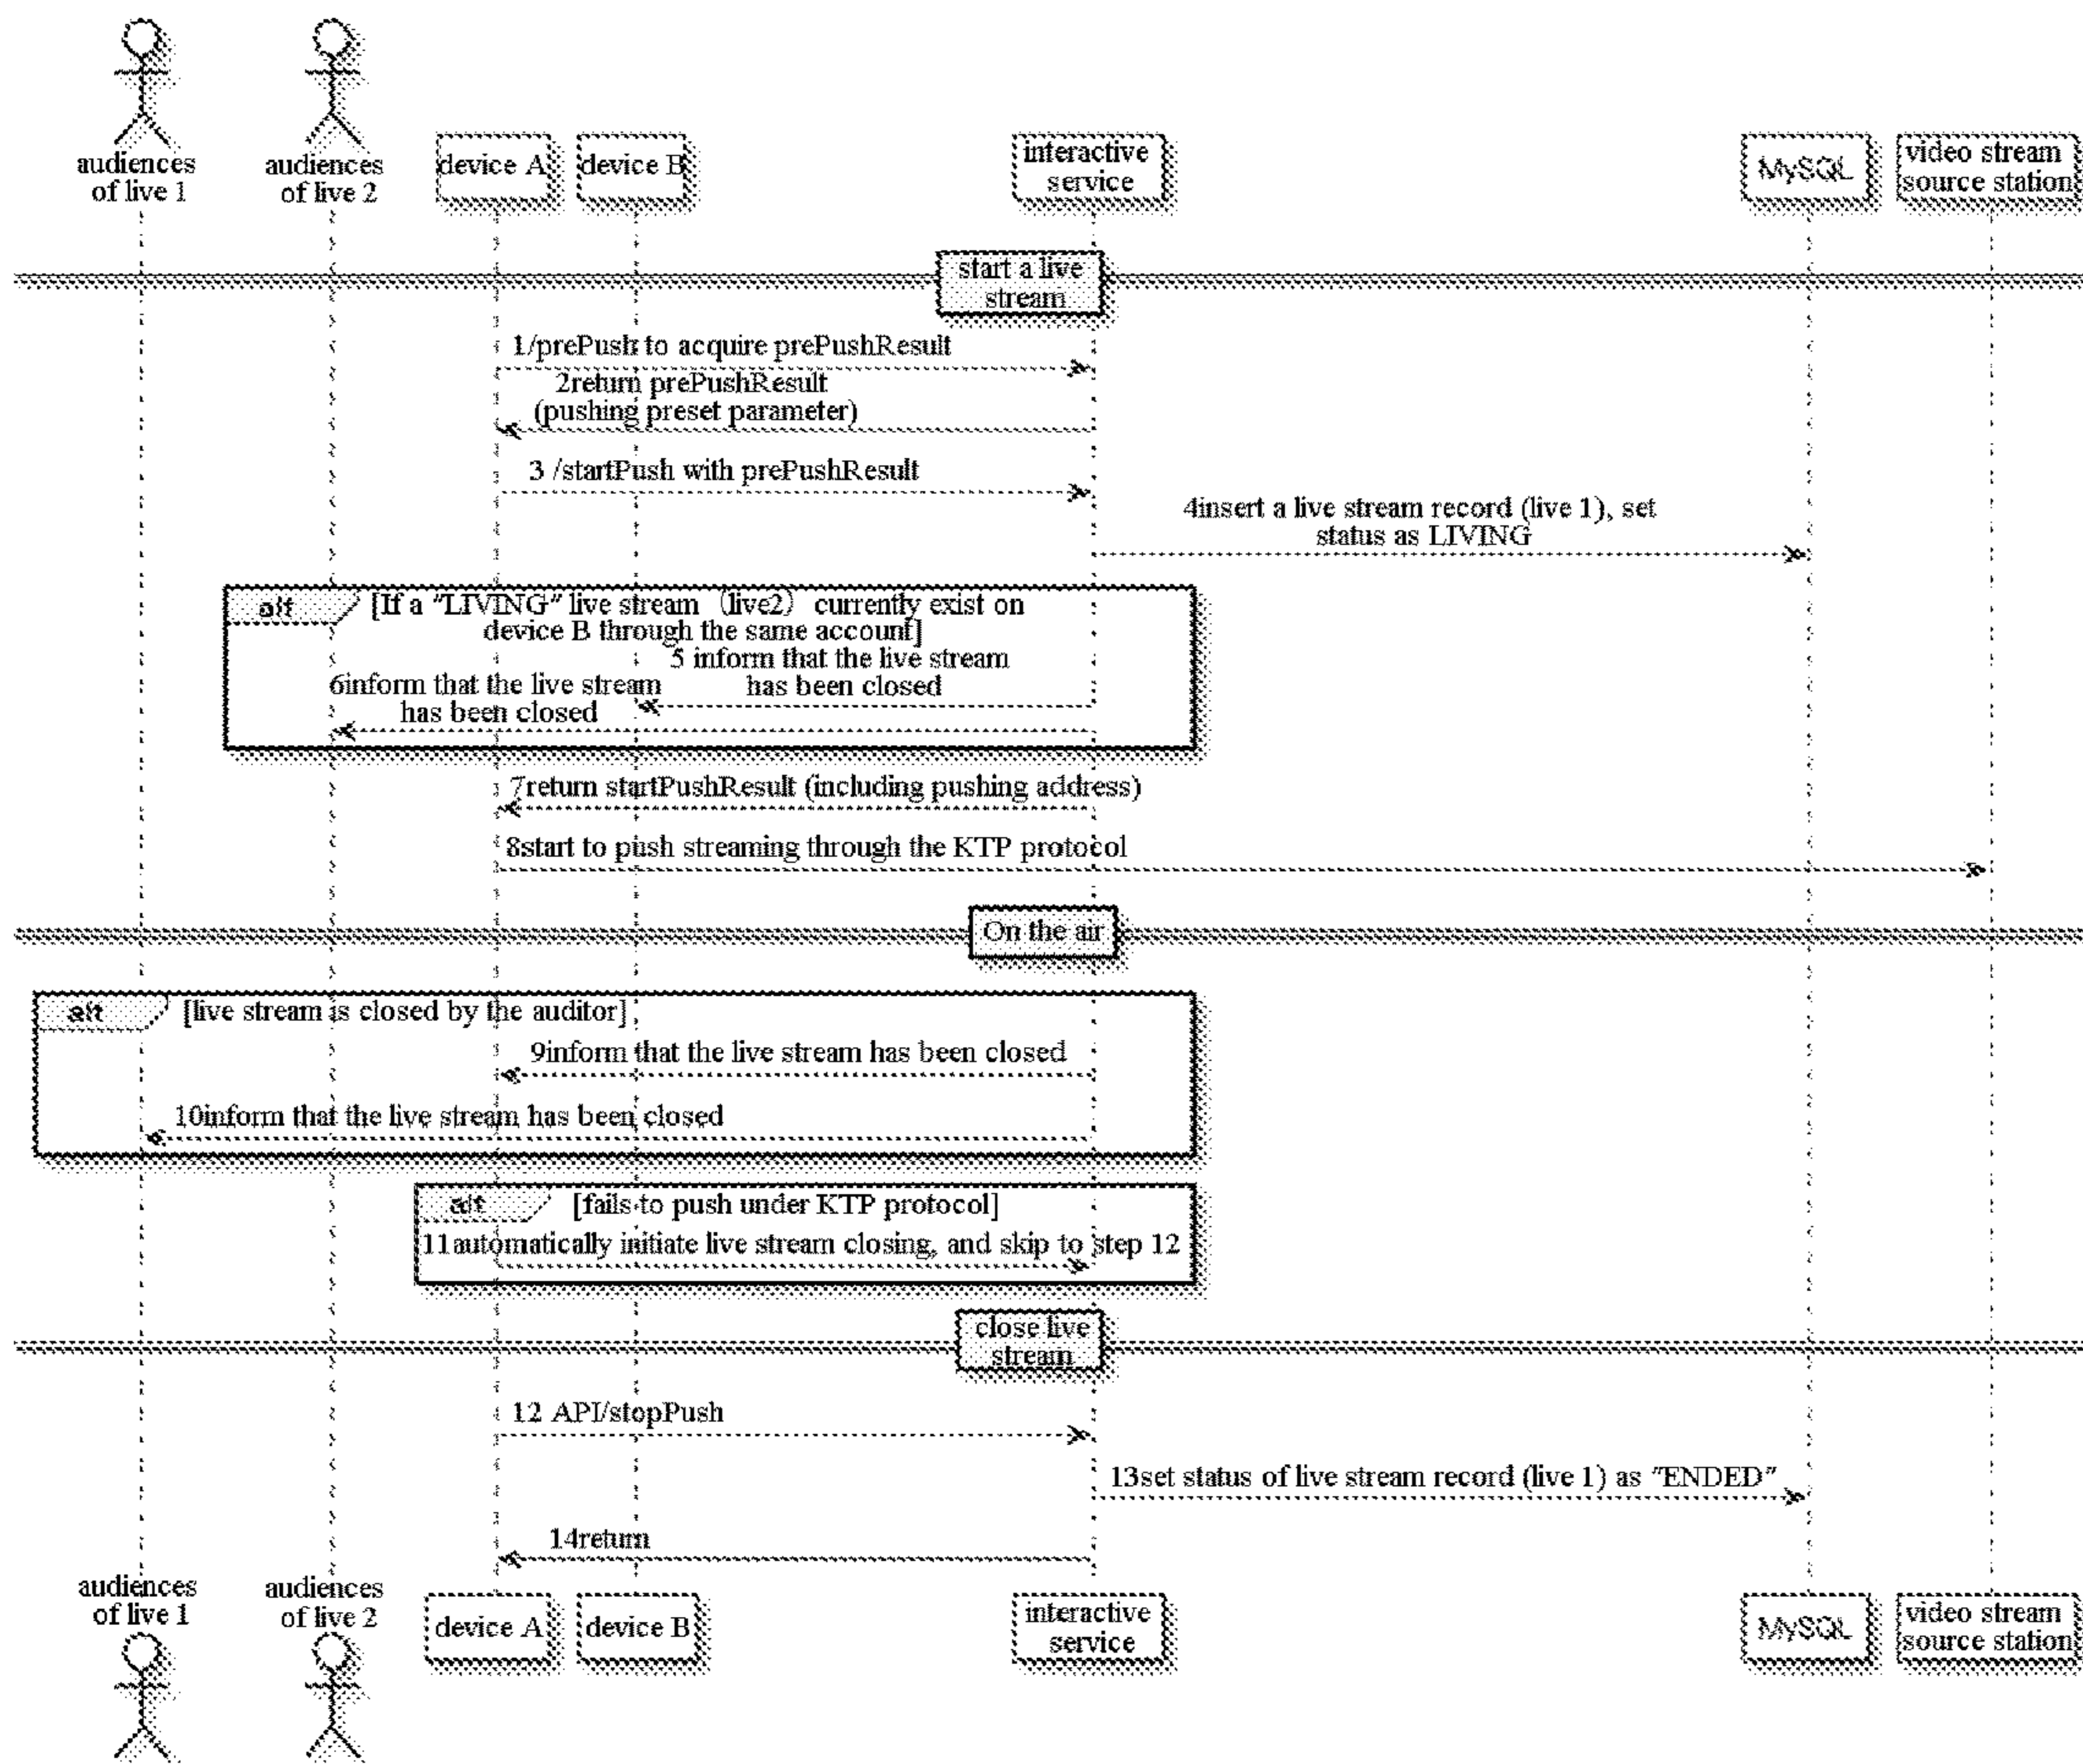 audiences
of live 1
audiences
of live 2
device A
device B
interactive
service
MySQL
video stream
source station
start a live
stream
1/prePush to acquire prePushResult
2return prePushResult
(pushing preset parameter)
3 /startPush with prePushResult
4insert a live stream record (live 1), set
status as LIVING
alt
[If a "LIVING" live stream（live2）currently exist on
device B through the same account]
5 inform that the live stream
has been closed
6inform that the live stream
has been closed
7return startPushResult (including pushing address)
8start to push streaming through the KTP protocol
On the air
alt
[live stream is closed by the auditor]
9inform that the live stream has been closed
10inform that the live stream has been closed
alt
[fails to push under KTP protocol]
11automatically initiate live stream closing, and skip to step 12
close live
stream
12 API/stopPush
13set status of live stream record (live 1) as "ENDED"
14return
audiences
of live 1
audiences
of live 2
device A
device B
interactive
service
MySQL
video stream
source station